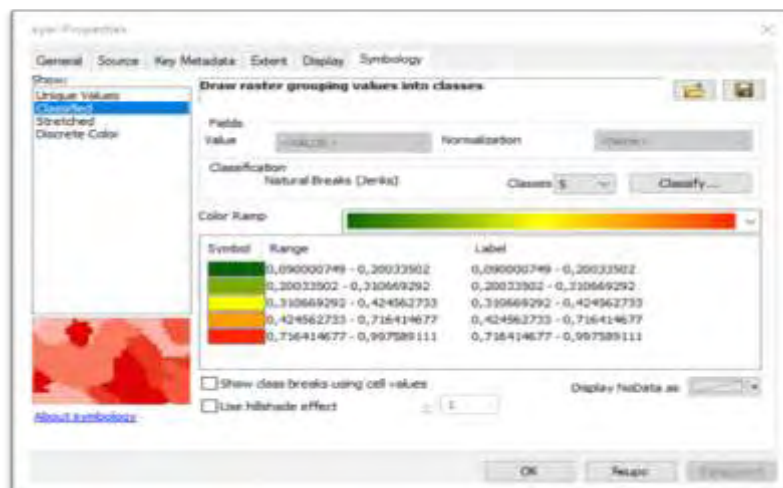 ayer Properties
General Source Key Metadata Extent Display Symbology
Show:
Unique Values
Classified
Stretched
Discrete Color
Draw raster grouping values into classes
Fields
Value <VALUE> Normalization <None>
Classification
Natural Breaks (Jenks) Classes 5 Classify...
Color Ramp
Symbol Range Label
0,090000749 - 0,20033502 0,090000749 - 0,20033502
0,20033502 - 0,310669292 0,20033502 - 0,310669292
0,310669292 - 0,424562733 0,310669292 - 0,424562733
0,424562733 - 0,716414677 0,424562733 - 0,716414677
0,716414677 - 0,997589111 0,716414677 - 0,997589111
Show class breaks using cell values Display NoData as
Use hillshade effect Z: 1
About symbology
OK